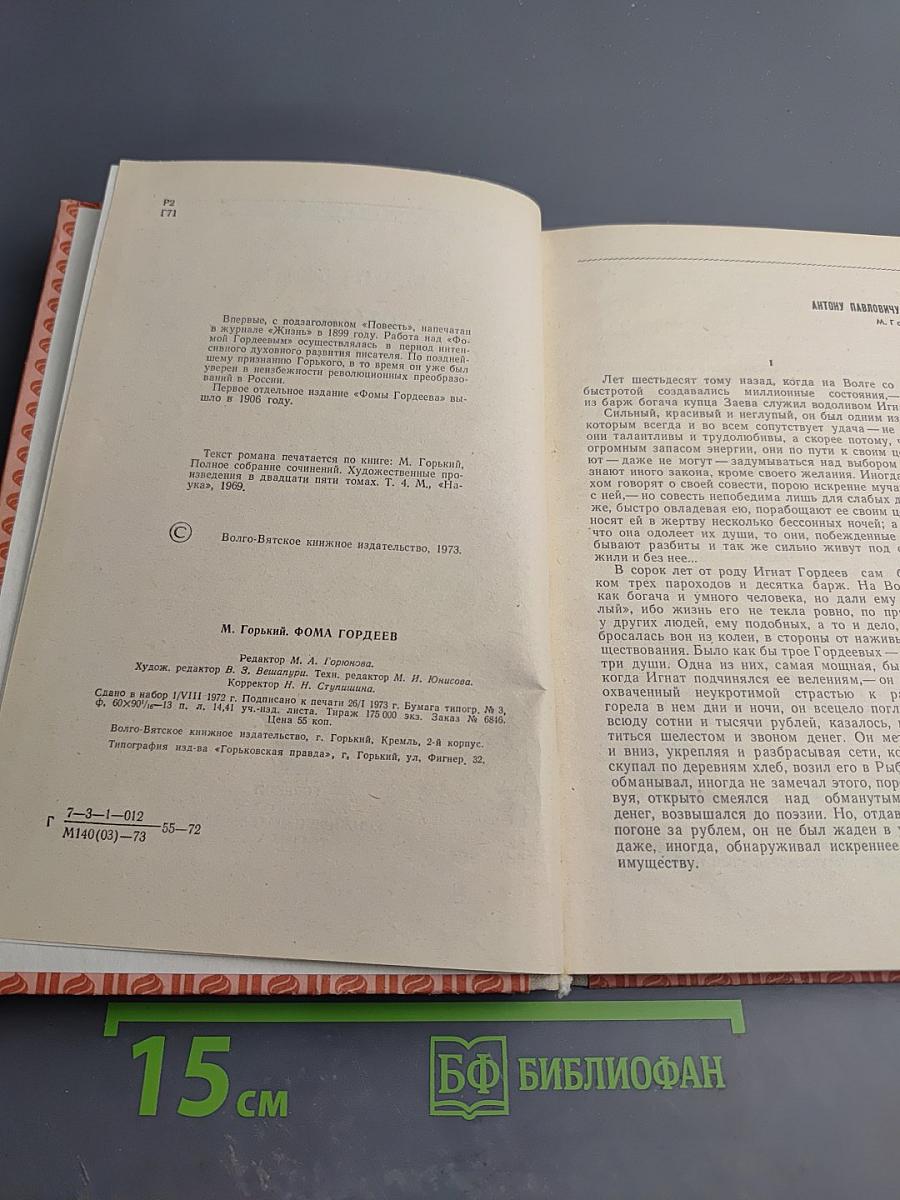 Р2
Г71
Впервые, с подзаголовком «Повесть», напечатан
в журнале «Жизнь» в 1899 году. Работа над «Фо-
мой Гордеевым» осуществлялась в период интен-
сивного духовного развития писателя. По поздней-
шему признанию Горького, в то время он уже был
уверен в неизбежности революционных преобразо-
ваний в России.
Первое отдельное издание «Фомы Гордеева» вы-
шло в 1906 году.
Текст романа печатается по книге: М. Горький,
Полное собрание сочинений. Художественные про-
изведения в двадцати пяти томах. Т. 4. М., «На-
ука», 1969.
© Волго-Вятское книжное издательство, 1973.
М. Горький. ФОМА ГОРДЕЕВ
Редактор М. А. Горюнова.
Худож. редактор В. З. Вешапури. Техн. редактор М. И. Юнисова.
Корректор Н. Н. Ступишина.
Сдано в набор 1/VIII 1972 г. Подписано к печати 26/I 1973 г. Бумага типогр. № 3,
ф. 60×90¹/₁₆—13 п. л. 14,41 уч.-изд. листа. Тираж 175 000 экз. Заказ № 6846.
Цена 55 коп.
Волго-Вятское книжное издательство, г. Горький, Кремль, 2-й корпус.
Типография изд-ва «Горьковская правда», г. Горький, ул. Фигнер, 32.
Г 7—3—1—012
М140(03)—73 55—72
АНТОНУ ПАВЛОВИЧУ
М. Г
I
Лет шестьдесят тому назад, когда на Волге со
быстротой создавались миллионные состояния,—
из барж богача купца Заева служил водоливом
Сильный, красивый и неглупый, он был одним из
которым всегда и во всем сопутствует удача — не
они талантливы и трудолюбивы, а скорее потому,
огромным запасом энергии, они по пути к своим
ют — даже не могут — задумываться над выбором
знают иного закона, кроме своего желания.
хом говорят о своей совести, порою искренне
с ней,— но совесть непобедима лишь для слабых
же, быстро овладевая ею, порабощают ее своим
носят ей в жертву несколько бессонных ночей; а
что она одолеет их души, то они, побежденные
бывают разбиты и так же сильно живут под
жили и без нее...
В сорок лет от роду Игнат Гордеев сам
ком трех пароходов и десятка барж. На
как богача и умного человека, но дали ему
лый», ибо жизнь его не текла ровно, по
у других людей, ему подобных, а то и дело,
бросалась вон из колеи, в стороны от наживы
ществования. Было как бы трое Гордеевых —
три души. Одна из них, самая мощная,
когда Игнат подчинялся ее велениям,— он
охваченный неукротимой страстью к
горела в нем дни и ночи, он всецело
всюду сотни и тысячи рублей, казалось,
титься шелестом и звоном денег. Он
и вниз, укрепляя и разбрасывая сети,
скупал по деревням хлеб, возил его в
обманывал, иногда не замечал этого,
вуя, открыто смеялся над обманутым
денег, возвышался до поэзии. Но,
погоне за рублем, он не был жаден в
даже, иногда, обнаруживал искреннее
имуществу.
15 см
БФ БИБЛИОФАН